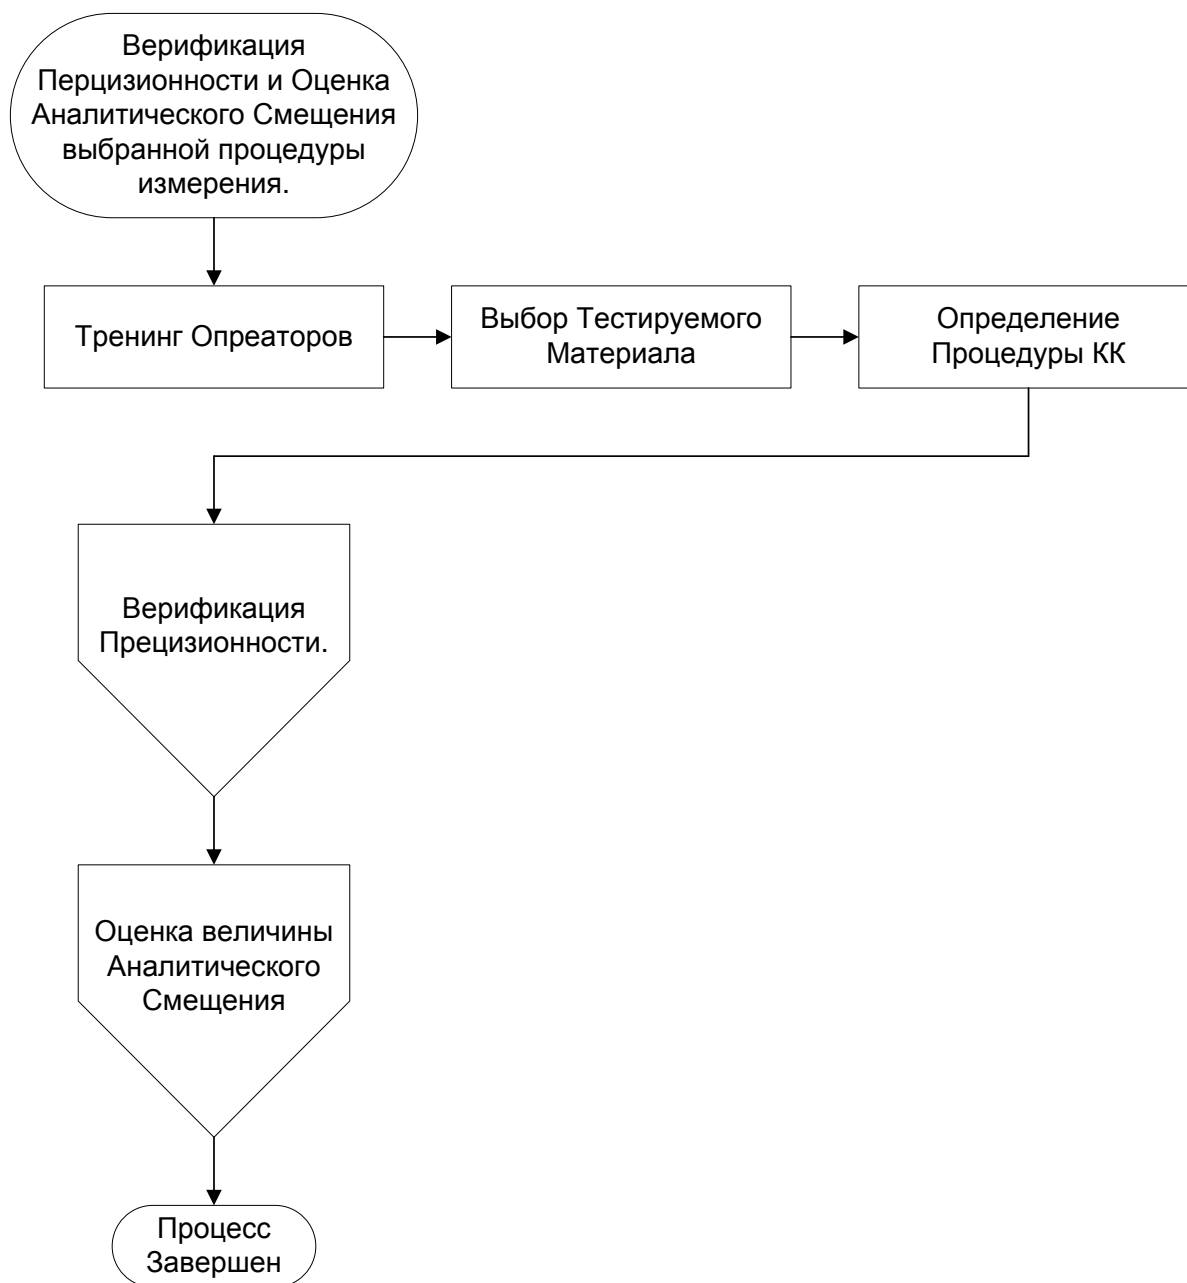 Верификация
Перцизионности и Оценка
Аналитического Смещения
выбранной процедуры
измерения.
Тренинг Опреаторов
Выбор Тестируемого
Материала
Определение
Процедуры КК
Верификация
Прецизионности.
Оценка величины
Аналитического
Смещения
Процесс
Завершен